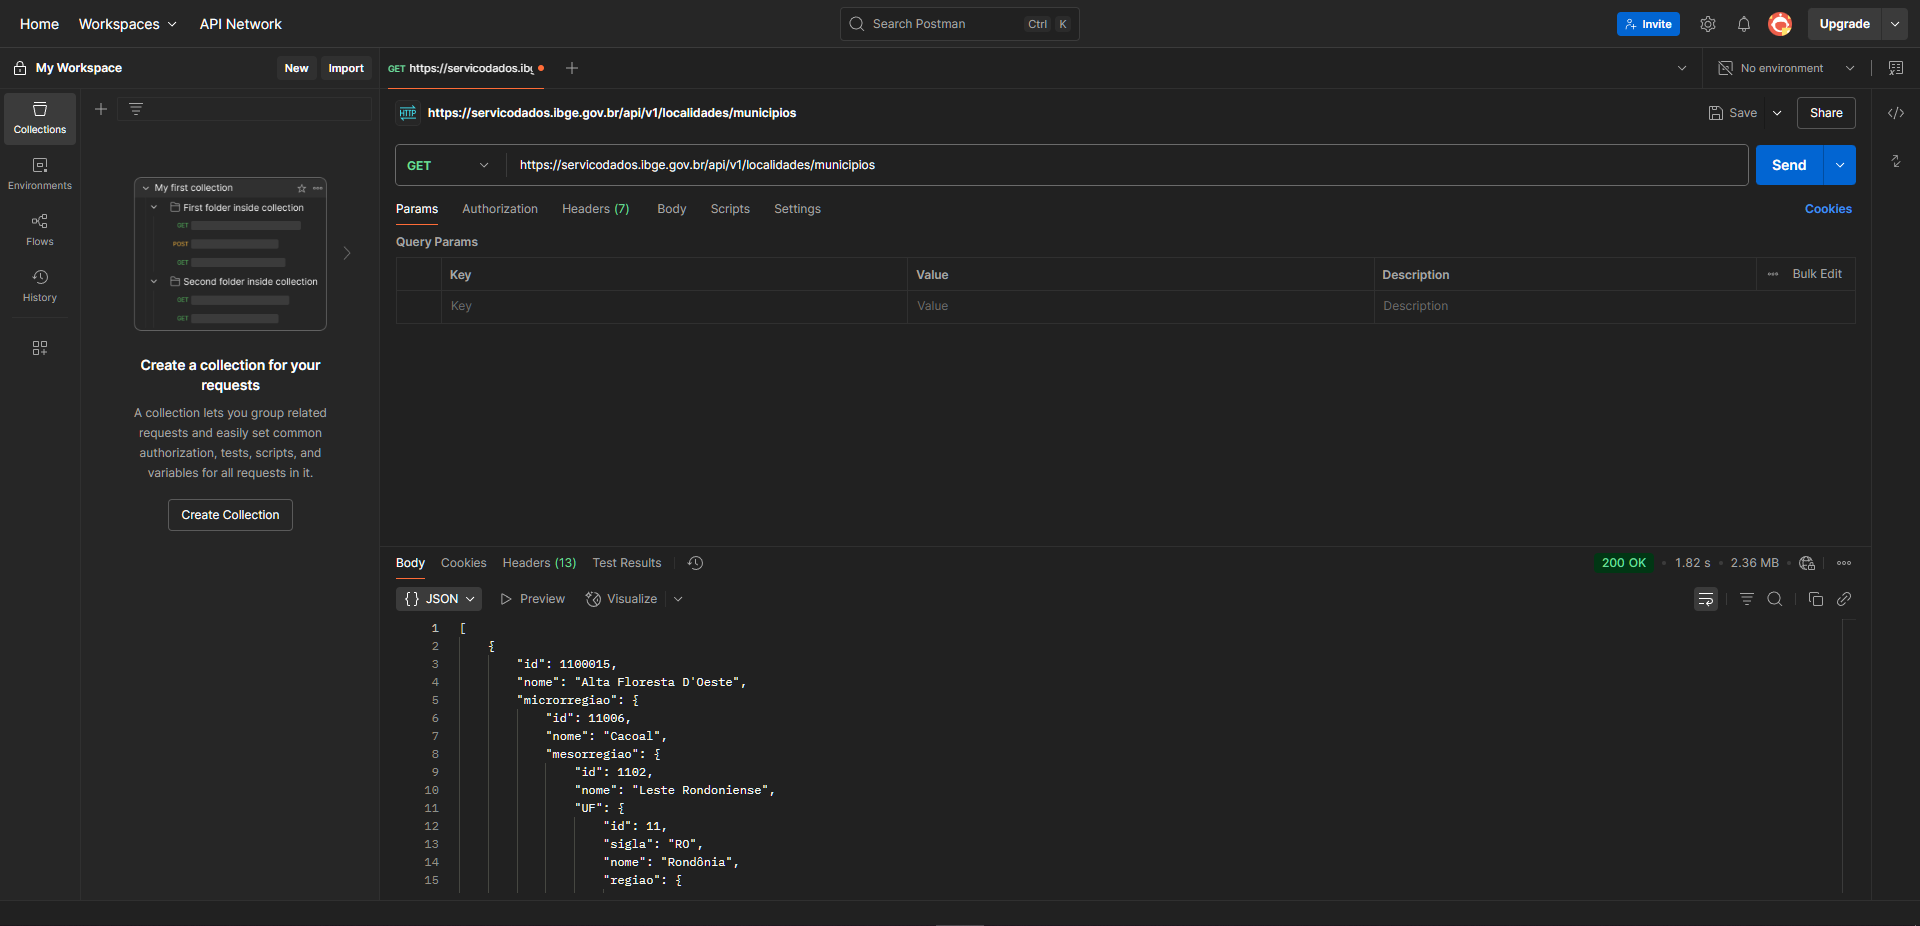 Home Workspaces API Network Search Postman Ctrl K Invite Upgrade
My Workspace New Import GET https://servicodados.ib No environment
Collections
Environments
Flows
History
My first collection
First folder inside collection
GET
POST
GET
Second folder inside collection
GET
GET
Create a collection for your
requests
A collection lets you group related
requests and easily set common
authorization, tests, scripts, and
variables for all requests in it.
Create Collection
HTTP https://servicodados.ibge.gov.br/api/v1/localidades/municipios Save Share
GET https://servicodados.ibge.gov.br/api/v1/localidades/municipios Send
Params Authorization Headers (7) Body Scripts Settings Cookies
Query Params
Key Value Description Bulk Edit
Key Value Description
Body Cookies Headers (13) Test Results 200 OK • 1.82 s • 2.36 MB •
{} JSON Preview Visualize
1 [
2 {
3 "id": 1100015,
4 "nome": "Alta Floresta D'Oeste",
5 "microrregiao": {
6 "id": 11006,
7 "nome": "Cacoal",
8 "mesorregiao": {
9 "id": 1102,
10 "nome": "Leste Rondoniense",
11 "UF": {
12 "id": 11,
13 "sigla": "RO",
14 "nome": "Rondônia",
15 "regiao": {